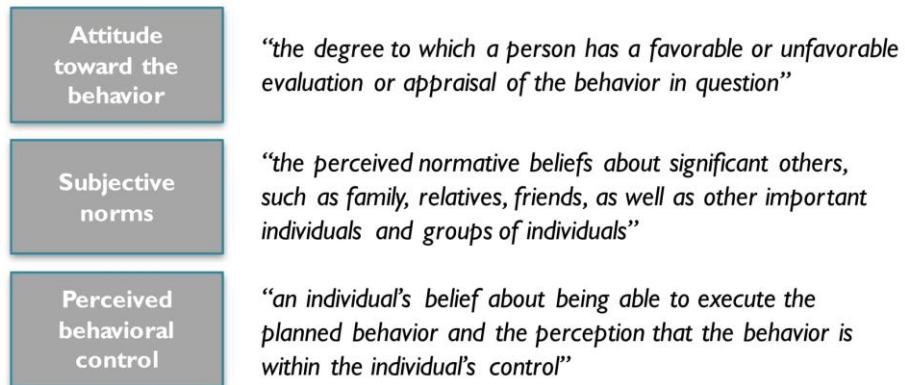 Attitude
toward the
behavior
“the degree to which a person has a favorable or unfavorable
evaluation or appraisal of the behavior in question”
Subjective
norms
“the perceived normative beliefs about significant others,
such as family, relatives, friends, as well as other important
individuals and groups of individuals”
Perceived
behavioral
control
“an individual’s belief about being able to execute the
planned behavior and the perception that the behavior is
within the individual’s control”